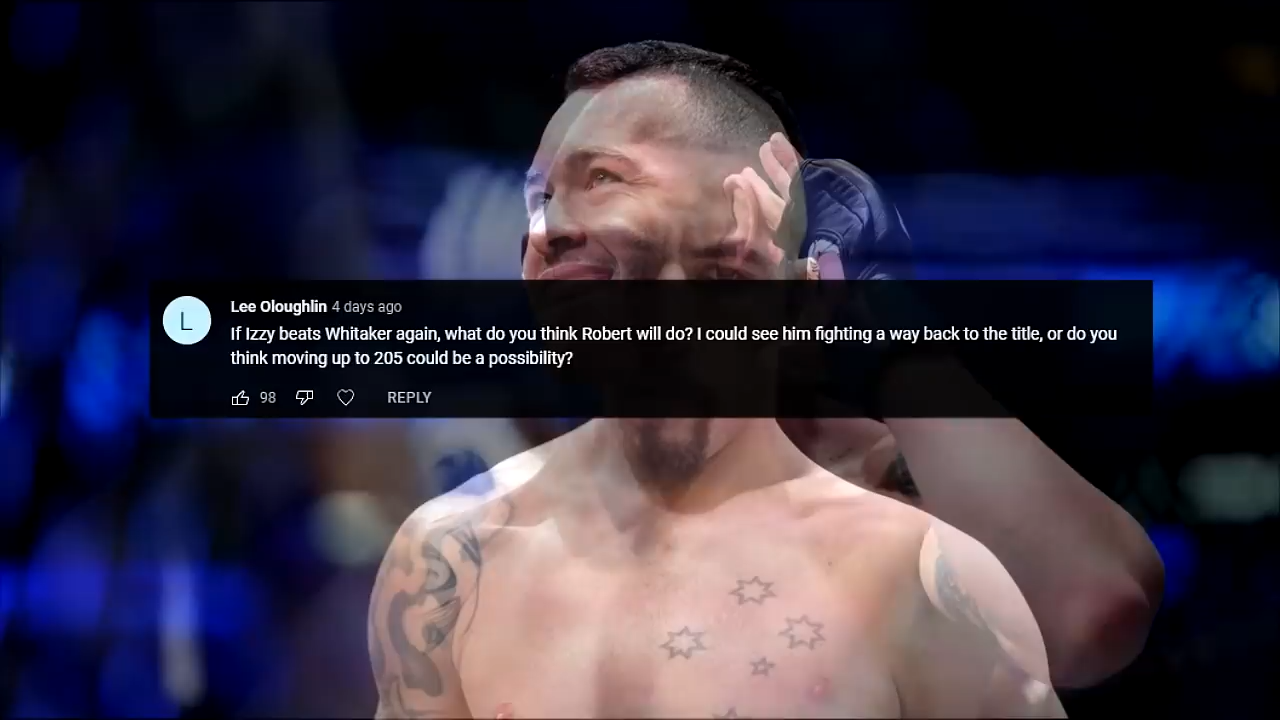 L
Lee Oloughlin 4 days ago
If Izzy beats Whitaker again, what do you think Robert will do? I could see him fighting a way back to the title, or do you
think moving up to 205 could be a possibility?
98 REPLY